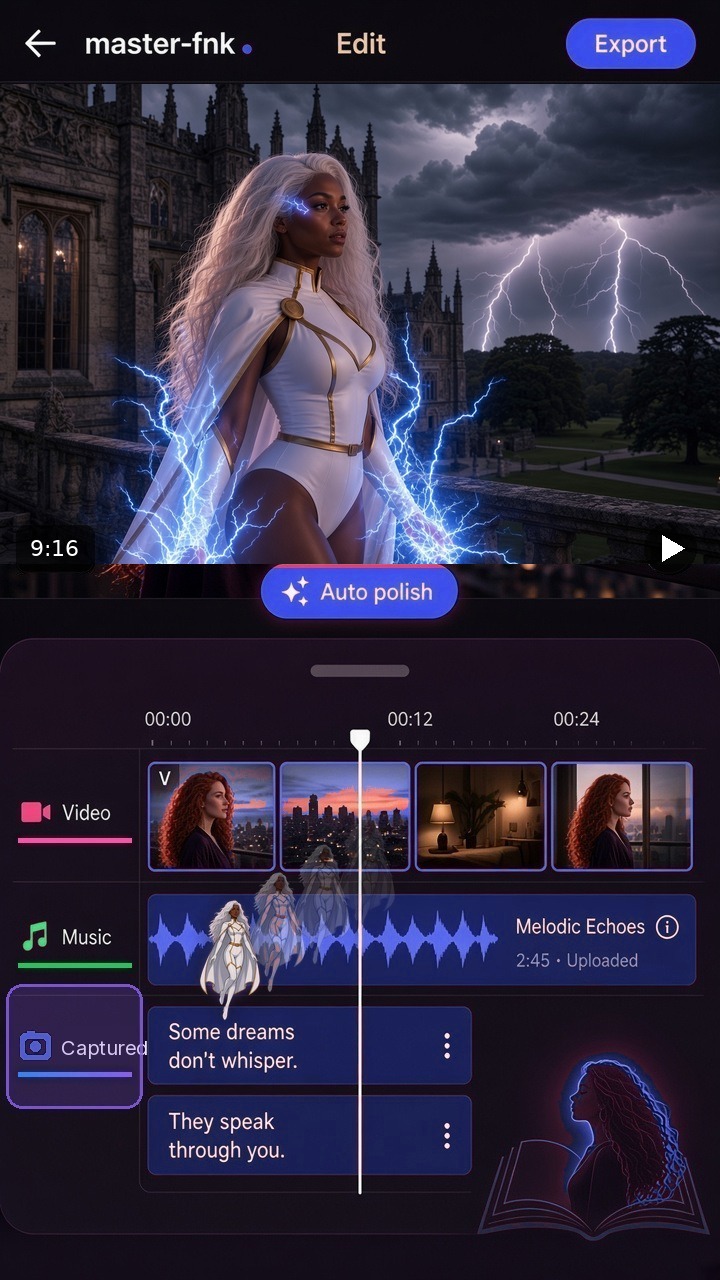 master-fnk
Edit
Export
9:16
Auto polish
00:00
00:12
00:24
V
Video
Music
Melodic Echoes
2:45 • Uploaded
Captured
Some dreams
don't whisper.
They speak
through you.